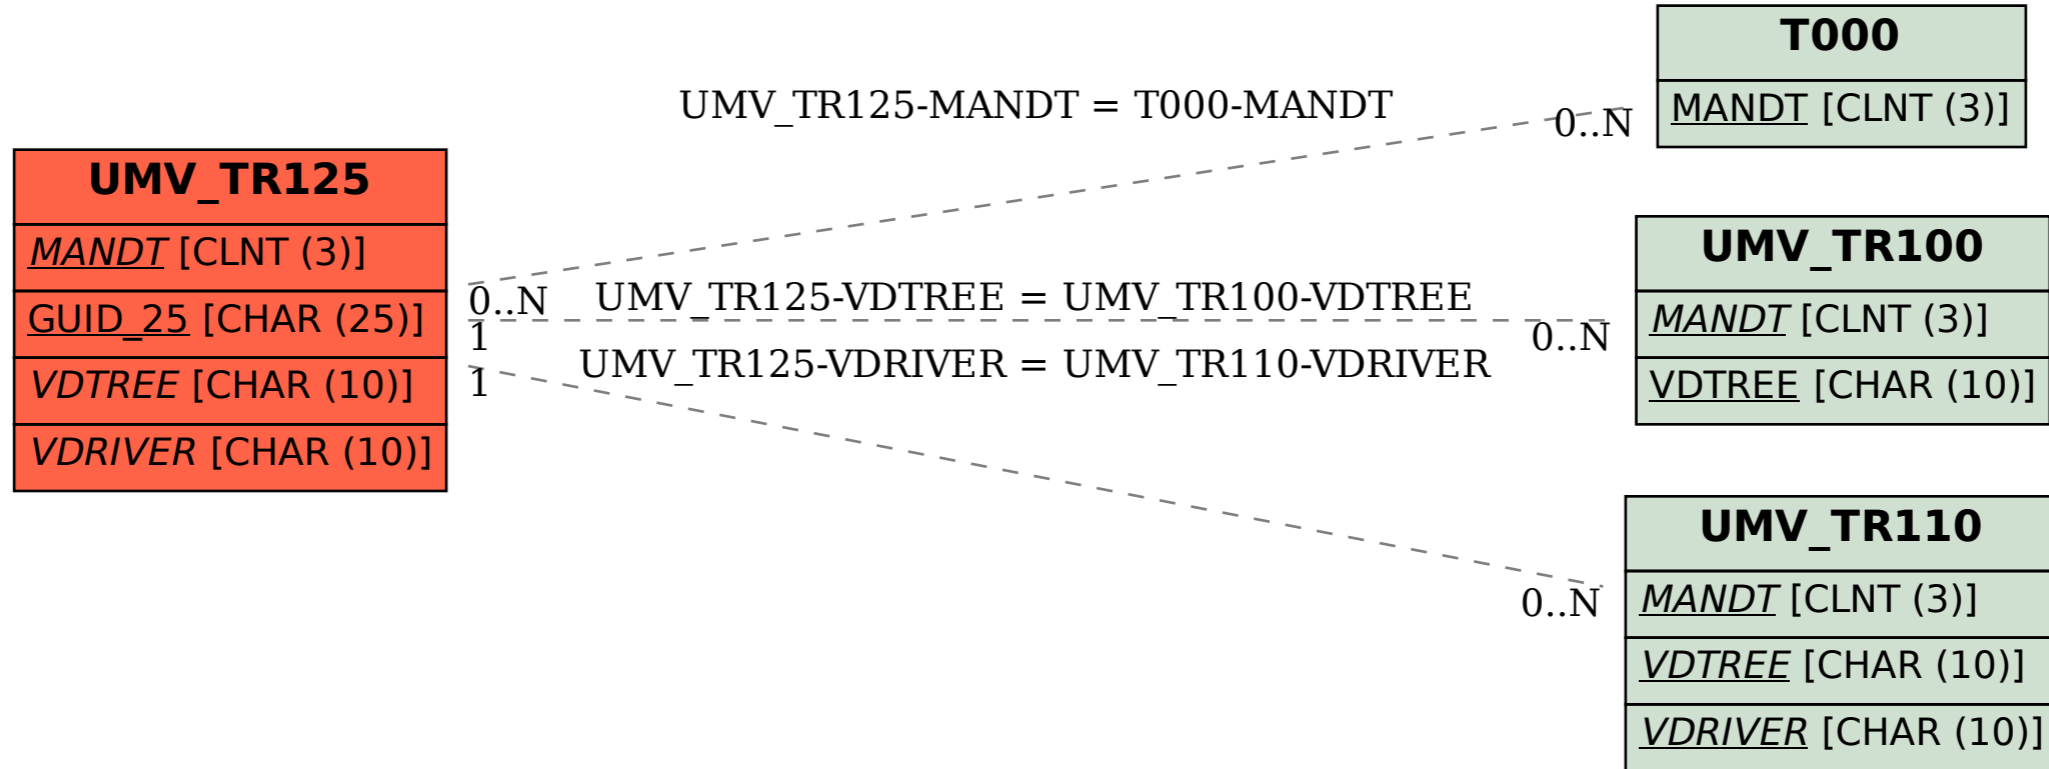 UMV_TR125
MANDT [CLNT (3)]
GUID_25 [CHAR (25)]
VDTREE [CHAR (10)]
VDRIVER [CHAR (10)]
UMV_TR125-MANDT = T000-MANDT
0..N
0..N
UMV_TR125-VDTREE = UMV_TR100-VDTREE
1
0..N
UMV_TR125-VDRIVER = UMV_TR110-VDRIVER
1
0..N
T000
MANDT [CLNT (3)]
UMV_TR100
MANDT [CLNT (3)]
VDTREE [CHAR (10)]
UMV_TR110
MANDT [CLNT (3)]
VDTREE [CHAR (10)]
VDRIVER [CHAR (10)]